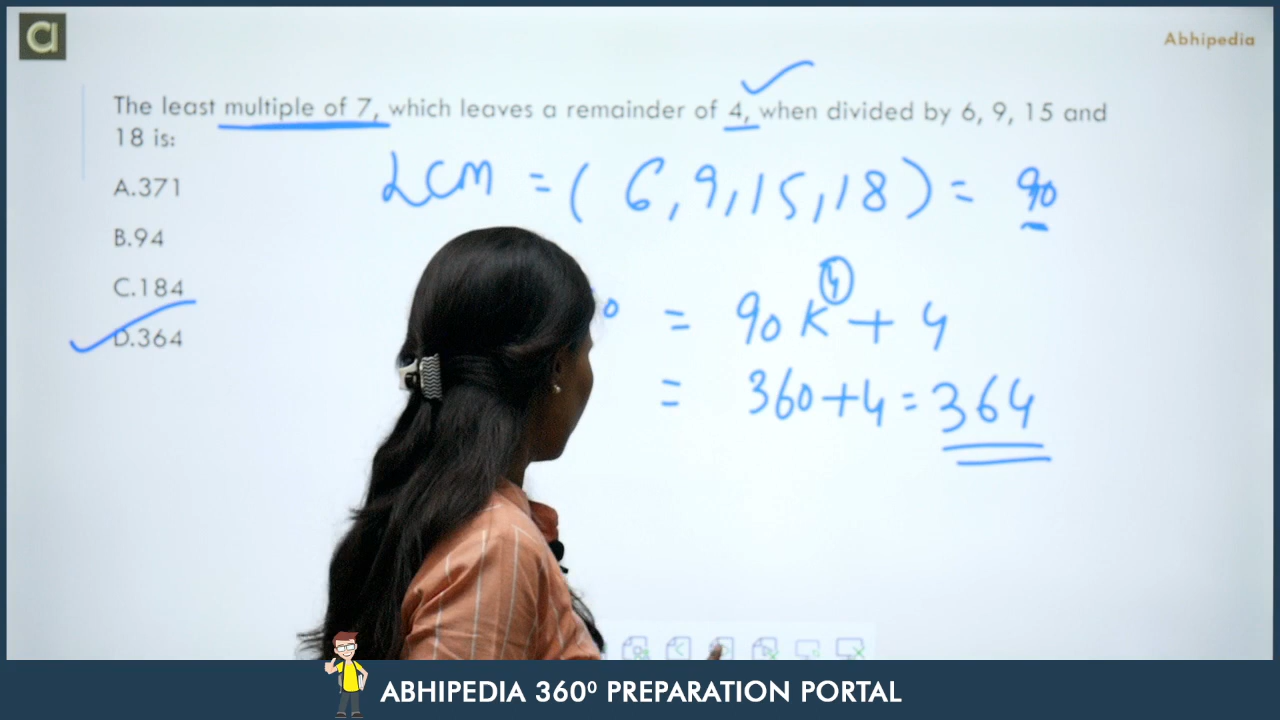 Abhipedia
The least multiple of 7, which leaves a remainder of 4, when divided by 6, 9, 15 and
18 is:
LCM = ( 6, 9, 15, 18 ) = 90
A.371
B.94
C.184
D.364
= 90 K + 4
4
= 360+4 = 364
ABHIPEDIA 360⁰ PREPARATION PORTAL